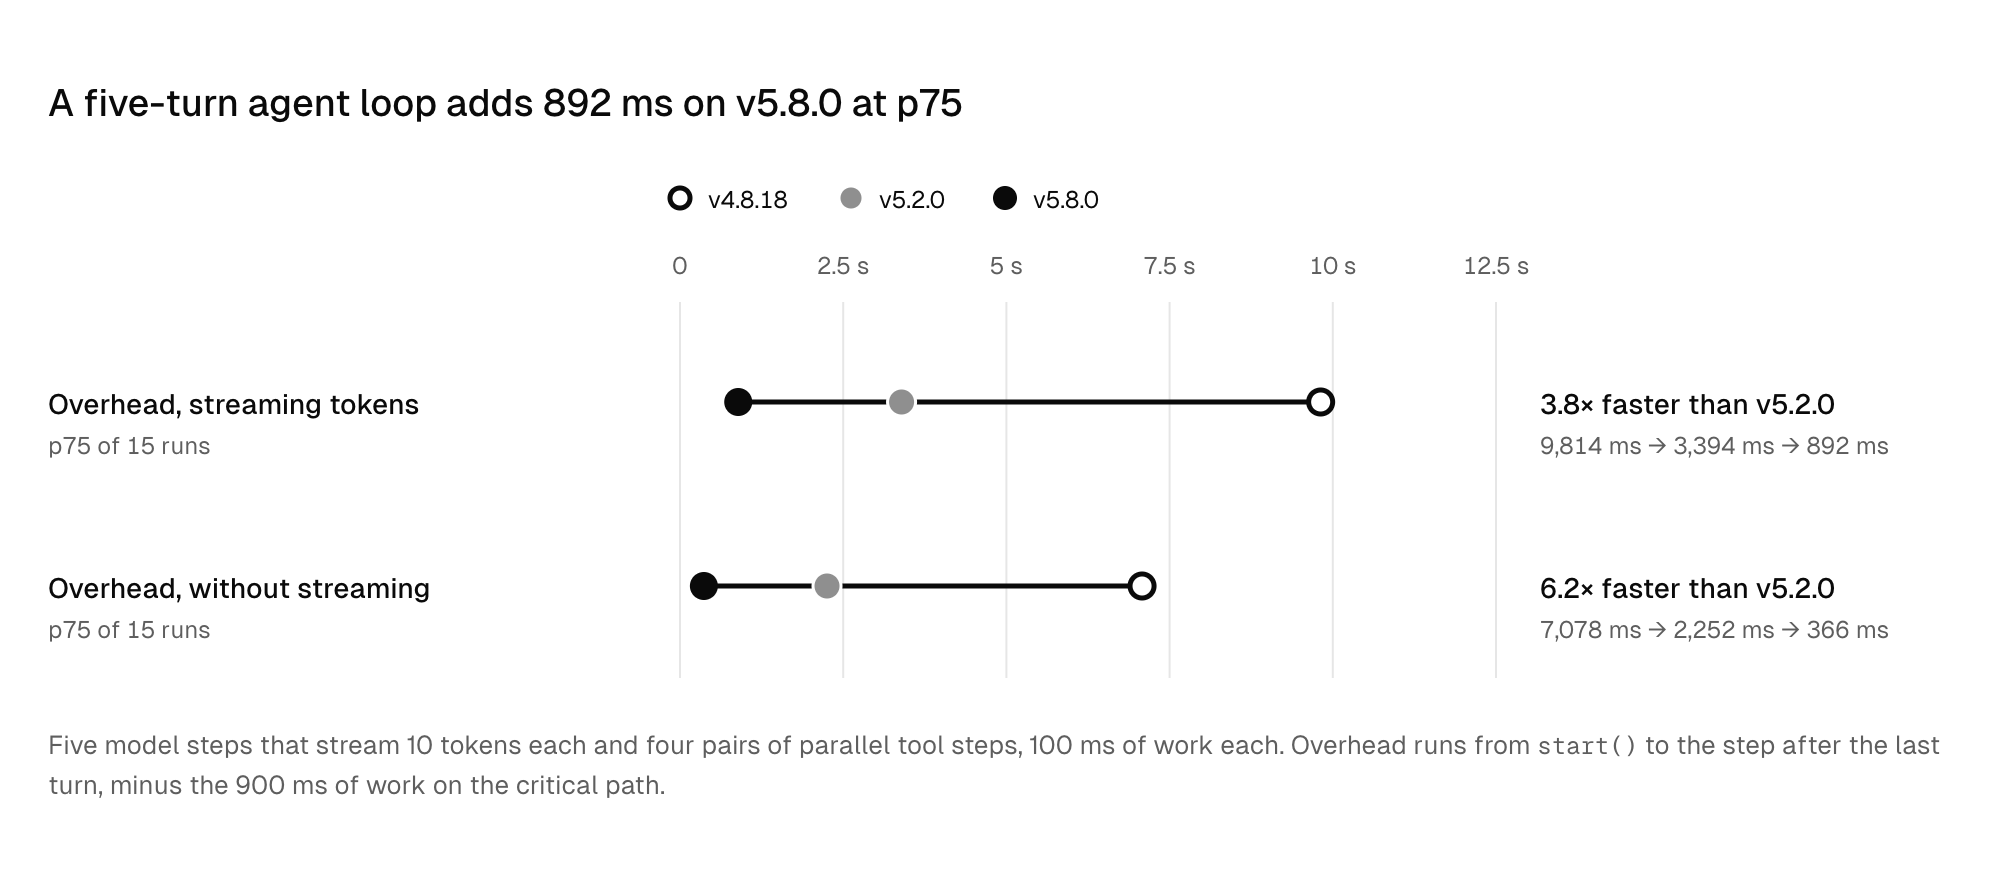 A five-turn agent loop adds 892 ms on v5.8.0 at p75
v4.8.18 v5.2.0 v5.8.0
0 2.5 s 5 s 7.5 s 10 s 12.5 s
Overhead, streaming tokens
p75 of 15 runs
3.8× faster than v5.2.0
9,814 ms → 3,394 ms → 892 ms
Overhead, without streaming
p75 of 15 runs
6.2× faster than v5.2.0
7,078 ms → 2,252 ms → 366 ms
Five model steps that stream 10 tokens each and four pairs of parallel tool steps, 100 ms of work each. Overhead runs from start() to the step after the last
turn, minus the 900 ms of work on the critical path.